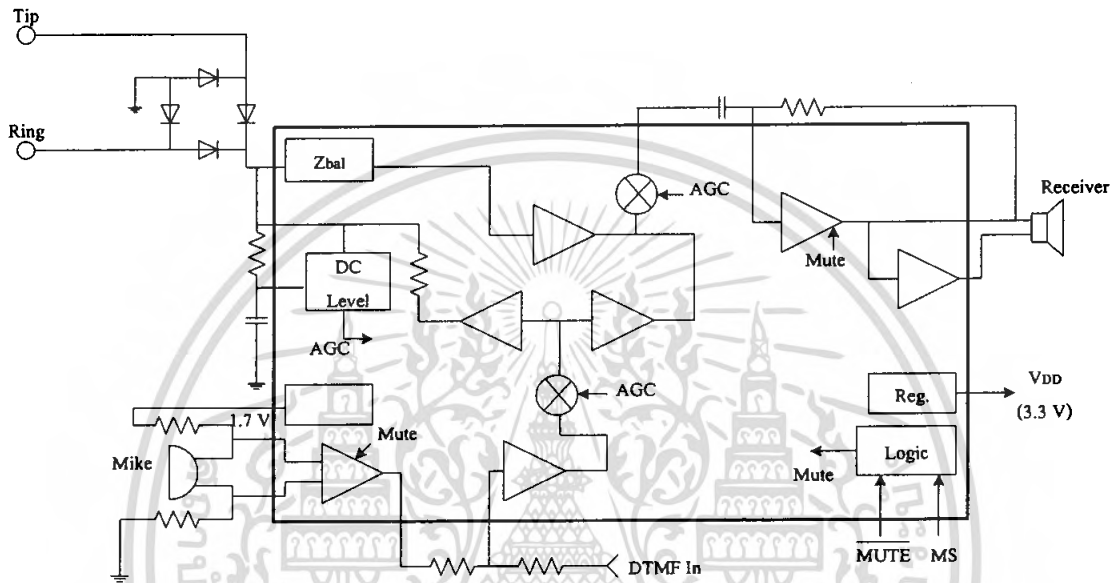 Tip
Ring
Zbal
AGC
Receiver
Mute
DC
Level
AGC
AGC
VDD
Reg.
(3.3 V)
1.7 V
Mute
Mike
Logic
Mute
MUTE
MS
DTMF In